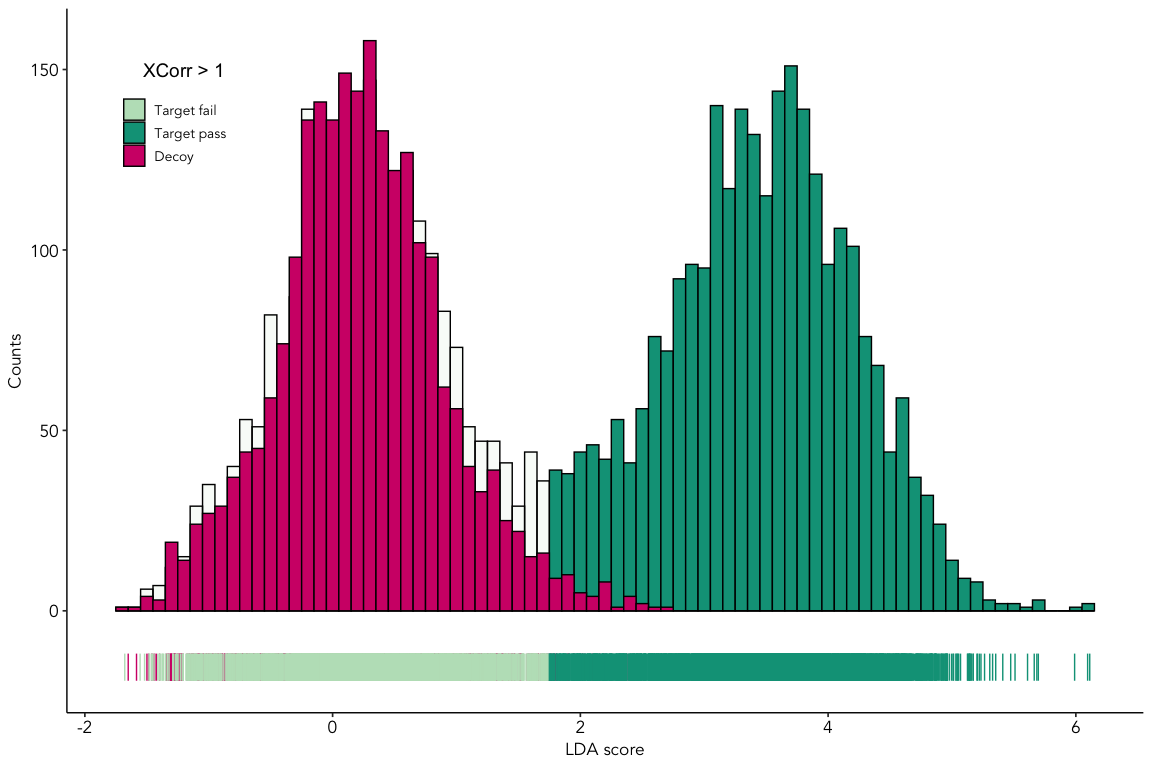 XCorr > 1
Target fail
Target pass
Decoy
150
100
50
0
Counts
-2 0 2 4 6
LDA score